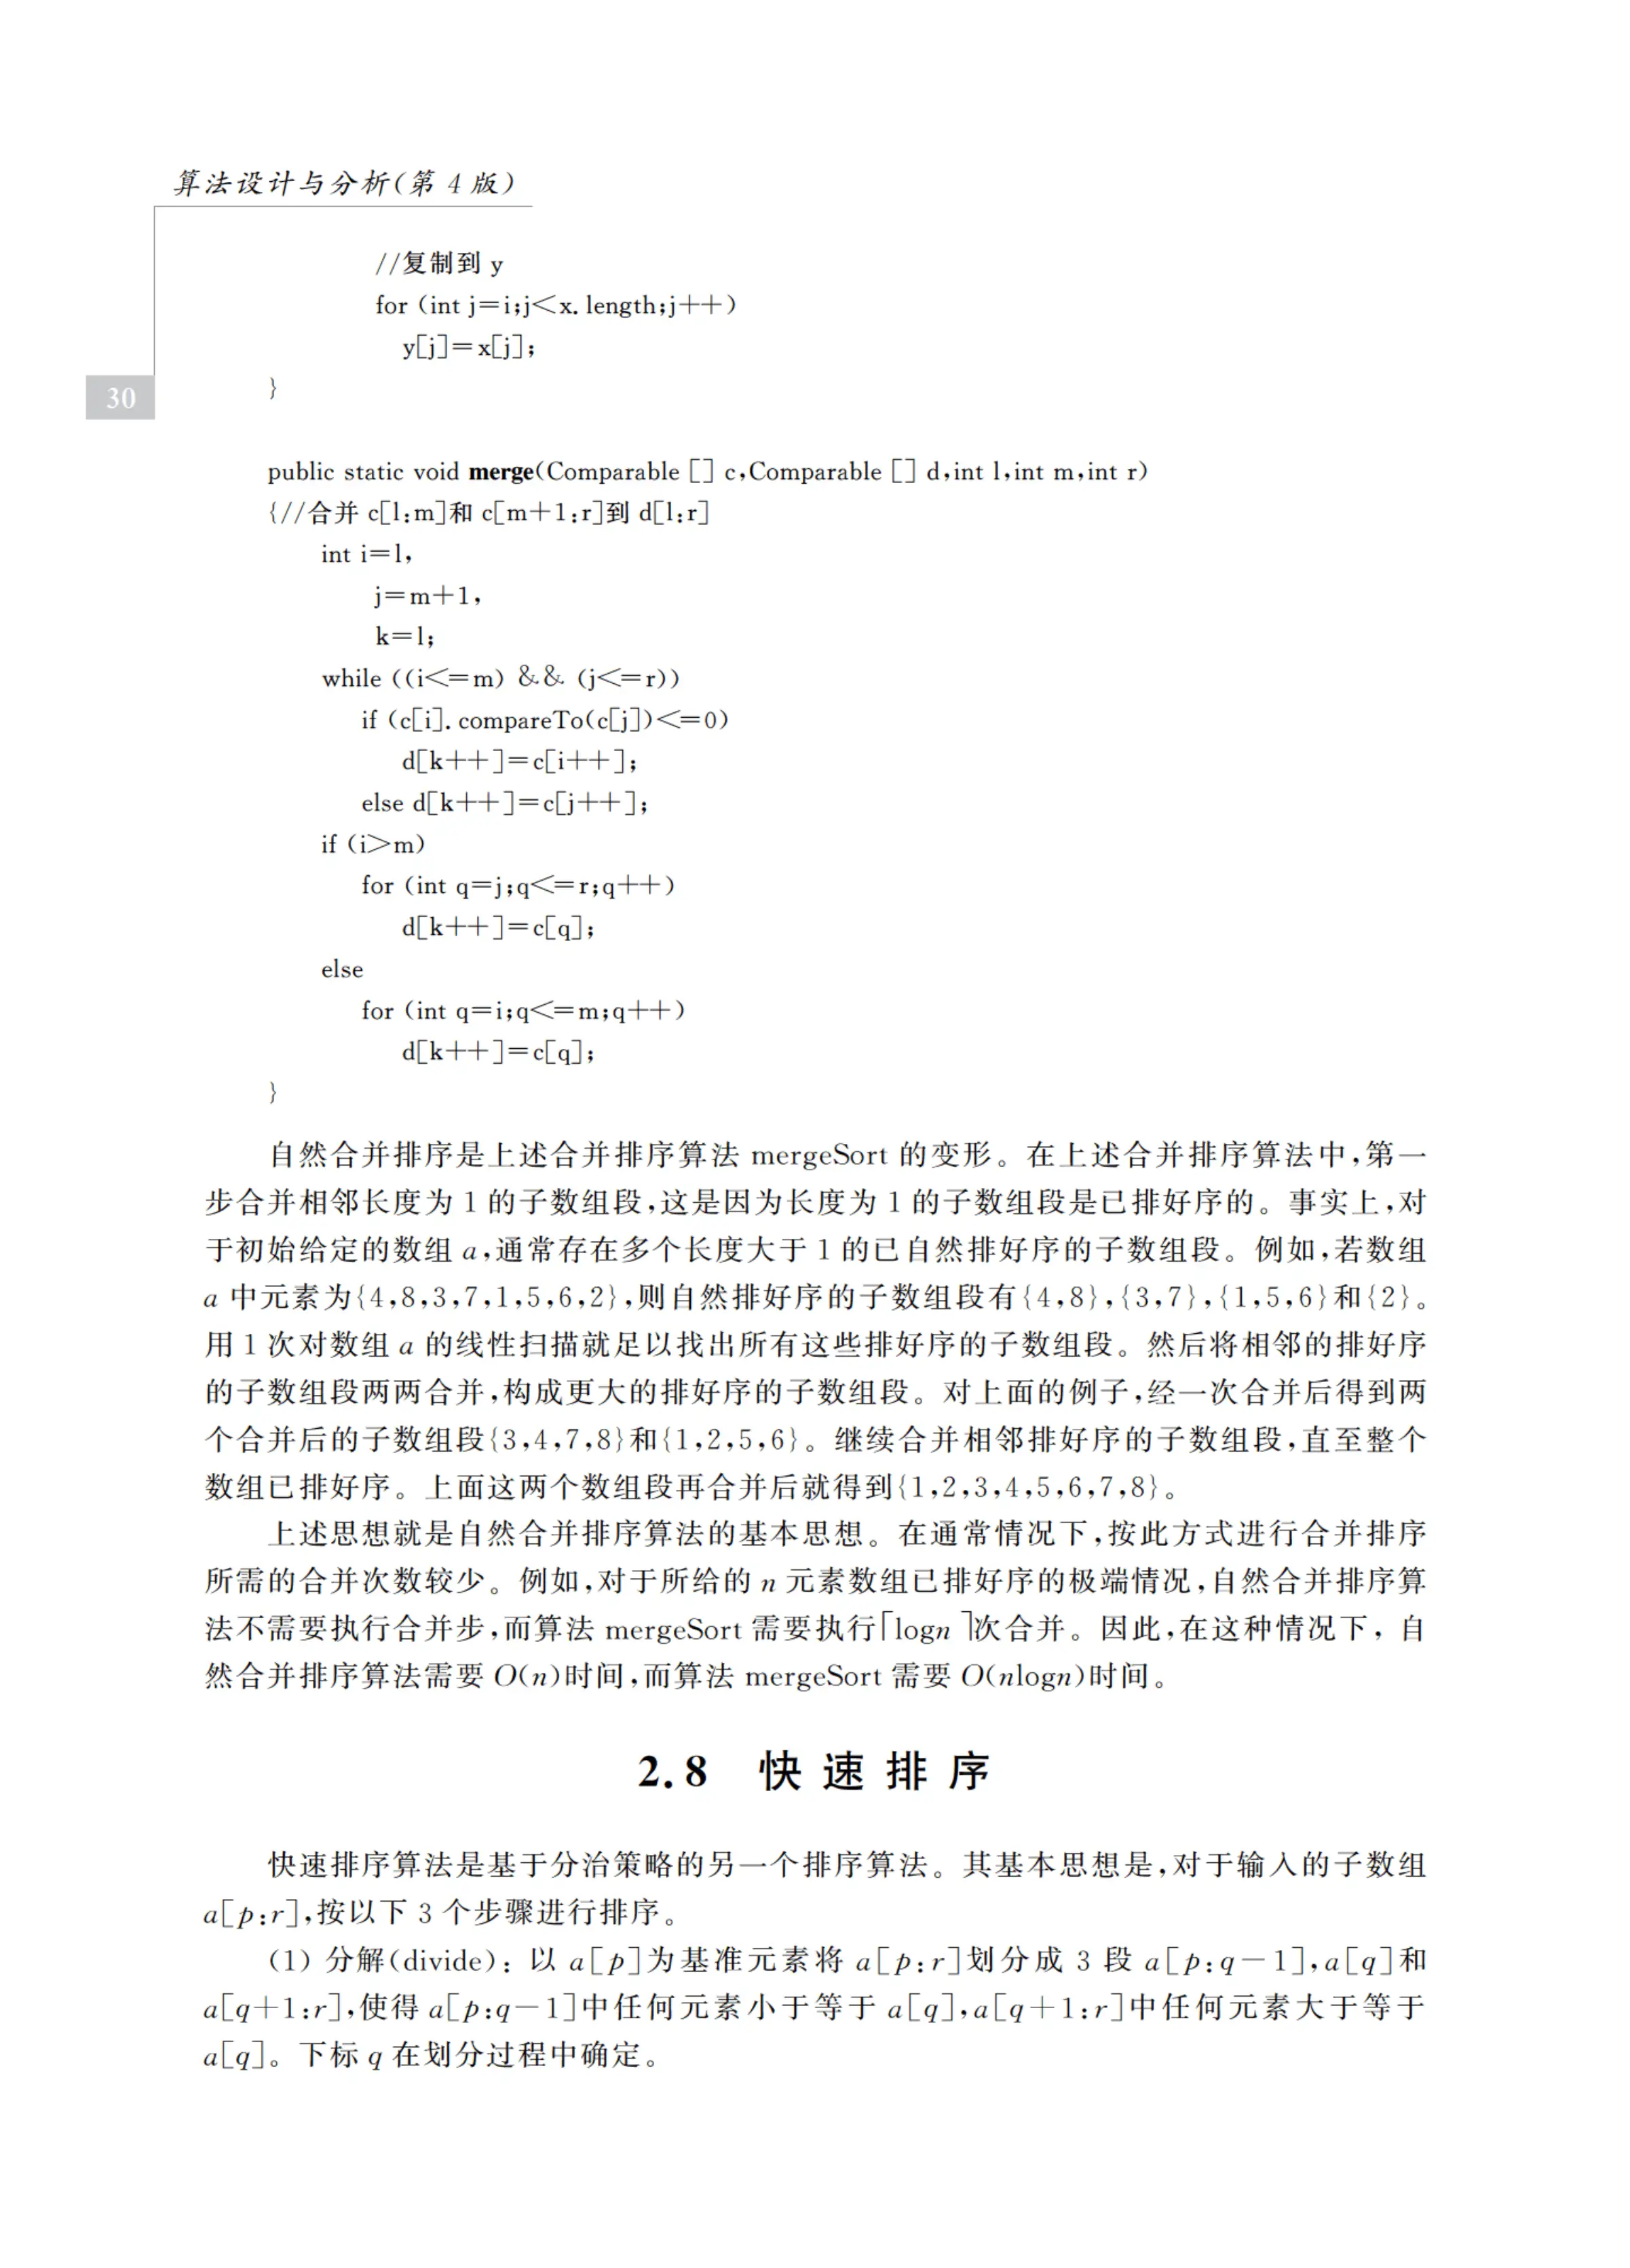 算法设计与分析(第 4 版)
//复制到 y
for (int j=i;j<x.length;j++)
y[j]=x[j];
}
30
public static void merge(Comparable [] c,Comparable [] d,int l,int m,int r)
{//合并 c[l:m]和 c[m+1:r]到 d[l:r]
int i=l,
j=m+1,
k=l;
while ((i<=m) && (j<=r))
if (c[i].compareTo(c[j])<=0)
d[k++]=c[i++];
else d[k++]=c[j++];
if (i>m)
for (int q=j;q<=r;q++)
d[k++]=c[q];
else
for (int q=i;q<=m;q++)
d[k++]=c[q];
}
自然合并排序是上述合并排序算法 mergeSort 的变形。在上述合并排序算法中,第一
步合并相邻长度为 1 的子数组段,这是因为长度为 1 的子数组段是已排好序的。事实上,对
于初始给定的数组 a,通常存在多个长度大于 1 的已自然排好序的子数组段。例如,若数组
a 中元素为{4,8,3,7,1,5,6,2},则自然排好序的子数组段有{4,8},{3,7},{1,5,6}和{2}。
用 1 次对数组 a 的线性扫描就足以找出所有这些排好序的子数组段。然后将相邻的排好序
的子数组段两两合并,构成更大的排好序的子数组段。对上面的例子,经一次合并后得到两
个合并后的子数组段{3,4,7,8}和{1,2,5,6}。继续合并相邻排好序的子数组段,直至整个
数组已排好序。上面这两个数组段再合并后就得到{1,2,3,4,5,6,7,8}。
上述思想就是自然合并排序算法的基本思想。在通常情况下,按此方式进行合并排序
所需的合并次数较少。例如,对于所给的 n 元素数组已排好序的极端情况,自然合并排序算
法不需要执行合并步,而算法 mergeSort 需要执行⌈logn⌉次合并。因此,在这种情况下,自
然合并排序算法需要 O(n)时间,而算法 mergeSort 需要 O(nlogn)时间。
2.8 快速排序
快速排序算法是基于分治策略的另一个排序算法。其基本思想是,对于输入的子数组
a[p:r],按以下 3 个步骤进行排序。
(1) 分解(divide): 以 a[p]为基准元素将 a[p:r]划分成 3 段 a[p:q-1],a[q]和
a[q+1:r],使得 a[p:q-1]中任何元素小于等于 a[q],a[q+1:r]中任何元素大于等于
a[q]。下标 q 在划分过程中确定。